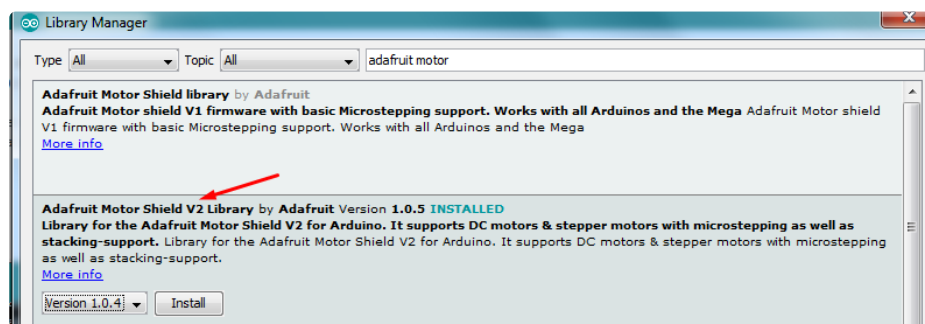 Library Manager
Type All Topic All adafruit motor
Adafruit Motor Shield library by Adafruit
Adafruit Motor shield V1 firmware with basic Microstepping support. Works with all Arduinos and the Mega Adafruit Motor shield
V1 firmware with basic Microstepping support. Works with all Arduinos and the Mega
More info
Adafruit Motor Shield V2 Library by Adafruit Version 1.0.5 INSTALLED
Library for the Adafruit Motor Shield V2 for Arduino. It supports DC motors & stepper motors with microstepping as well as
stacking-support. Library for the Adafruit Motor Shield V2 for Arduino. It supports DC motors & stepper motors with microstepping
as well as stacking-support.
More info
Version 1.0.4 Install